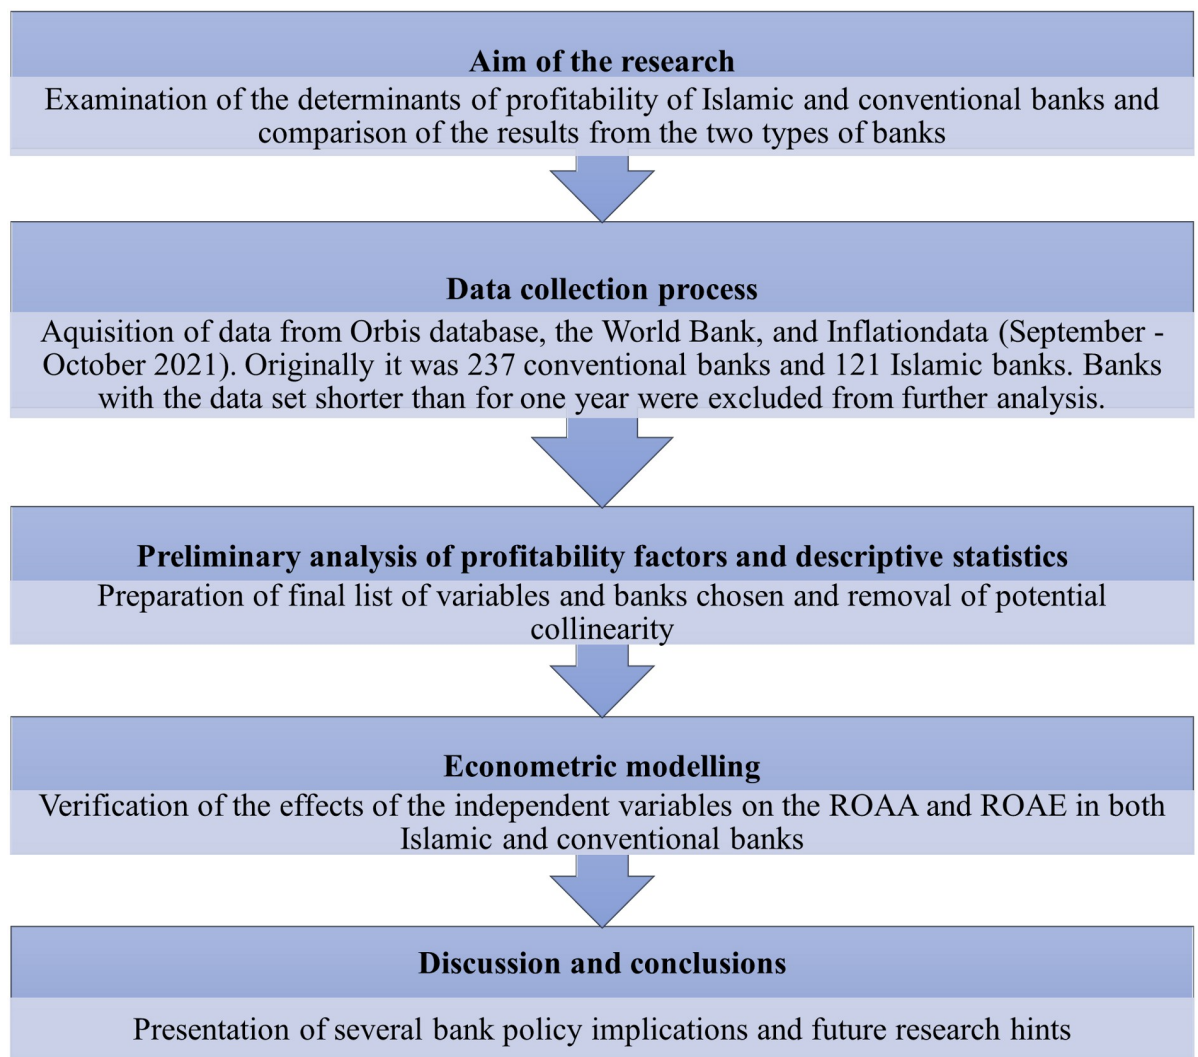 Aim of the research
Examination of the determinants of profitability of Islamic and conventional banks and
comparison of the results from the two types of banks
Data collection process
Aquisition of data from Orbis database, the World Bank, and Inflationdata (September -
October 2021). Originally it was 237 conventional banks and 121 Islamic banks. Banks
with the data set shorter than for one year were excluded from further analysis.
Preliminary analysis of profitability factors and descriptive statistics
Preparation of final list of variables and banks chosen and removal of potential
collinearity
Econometric modelling
Verification of the effects of the independent variables on the ROAA and ROAE in both
Islamic and conventional banks
Discussion and conclusions
Presentation of several bank policy implications and future research hints